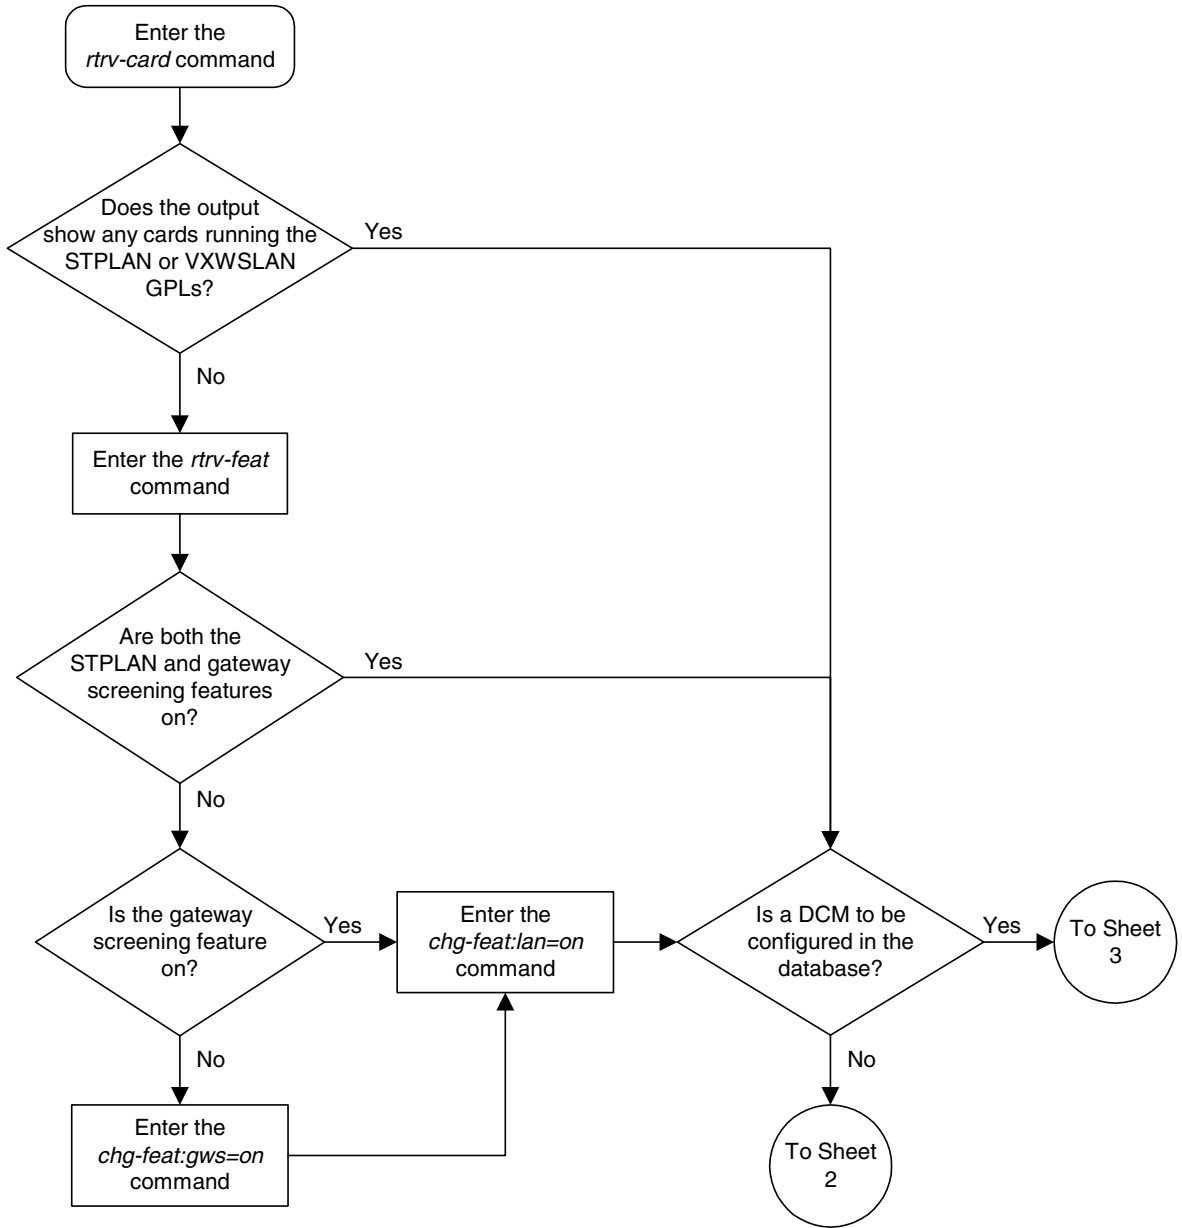 Enter the
rtrv-card command
Does the output
show any cards running the
STPLAN or VXWSLAN
GPLs?
Yes
No
Enter the rtrv-feat
command
Are both the
STPLAN and gateway
screening features
on?
Yes
No
Is the gateway
screening feature
on?
Yes
Enter the
chg-feat:lan=on
command
Is a DCM to be
configured in the
database?
Yes
To Sheet
3
No
Enter the
chg-feat:gws=on
command
No
To Sheet
2